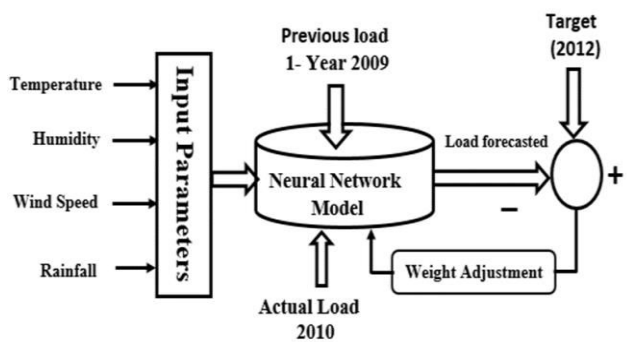 Temperature
Humidity
Wind Speed
Rainfall
Input Parameters
Previous load
1- Year 2009
Neural Network
Model
Actual Load
2010
Load forecasted
−
Target
(2012)
+
Weight Adjustment